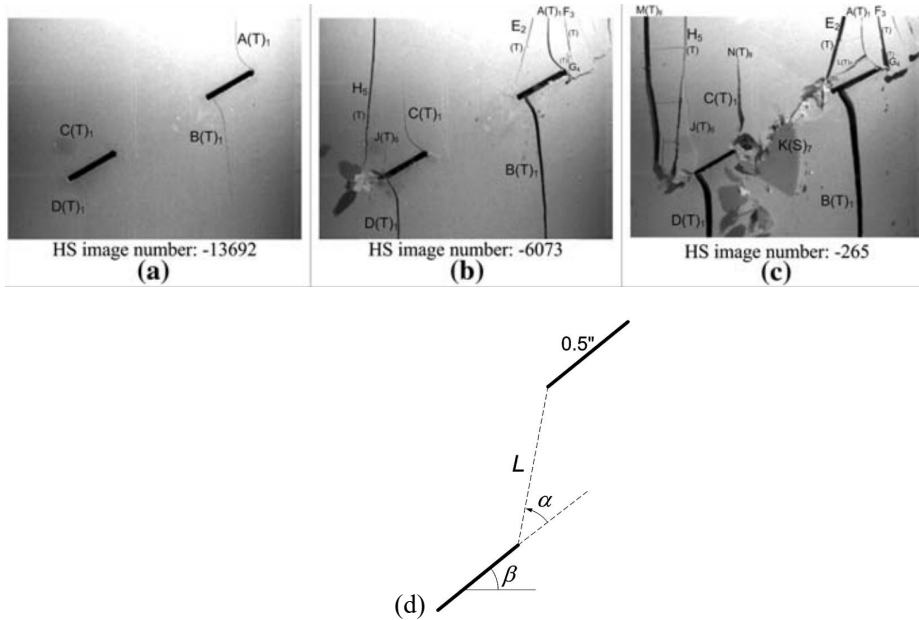 A(T)₁
B(T)₁
C(T)₁
D(T)₁
HS image number: -13692
(a)
E₂
A(T)₁
F₃
(T)
(T)
G₄
H₅
(T)
C(T)₁
J(T)₆
B(T)₁
D(T)₁
HS image number: -6073
(b)
M(T)₈
H₅
(T)
N(T)₈
E₂
(T)
A(T)₁
F₃
(T)
G₄
C(T)₁
J(T)₆
K(S)₇
B(T)₁
D(T)₁
HS image number: -265
(c)
0.5"
L
α
β
(d)